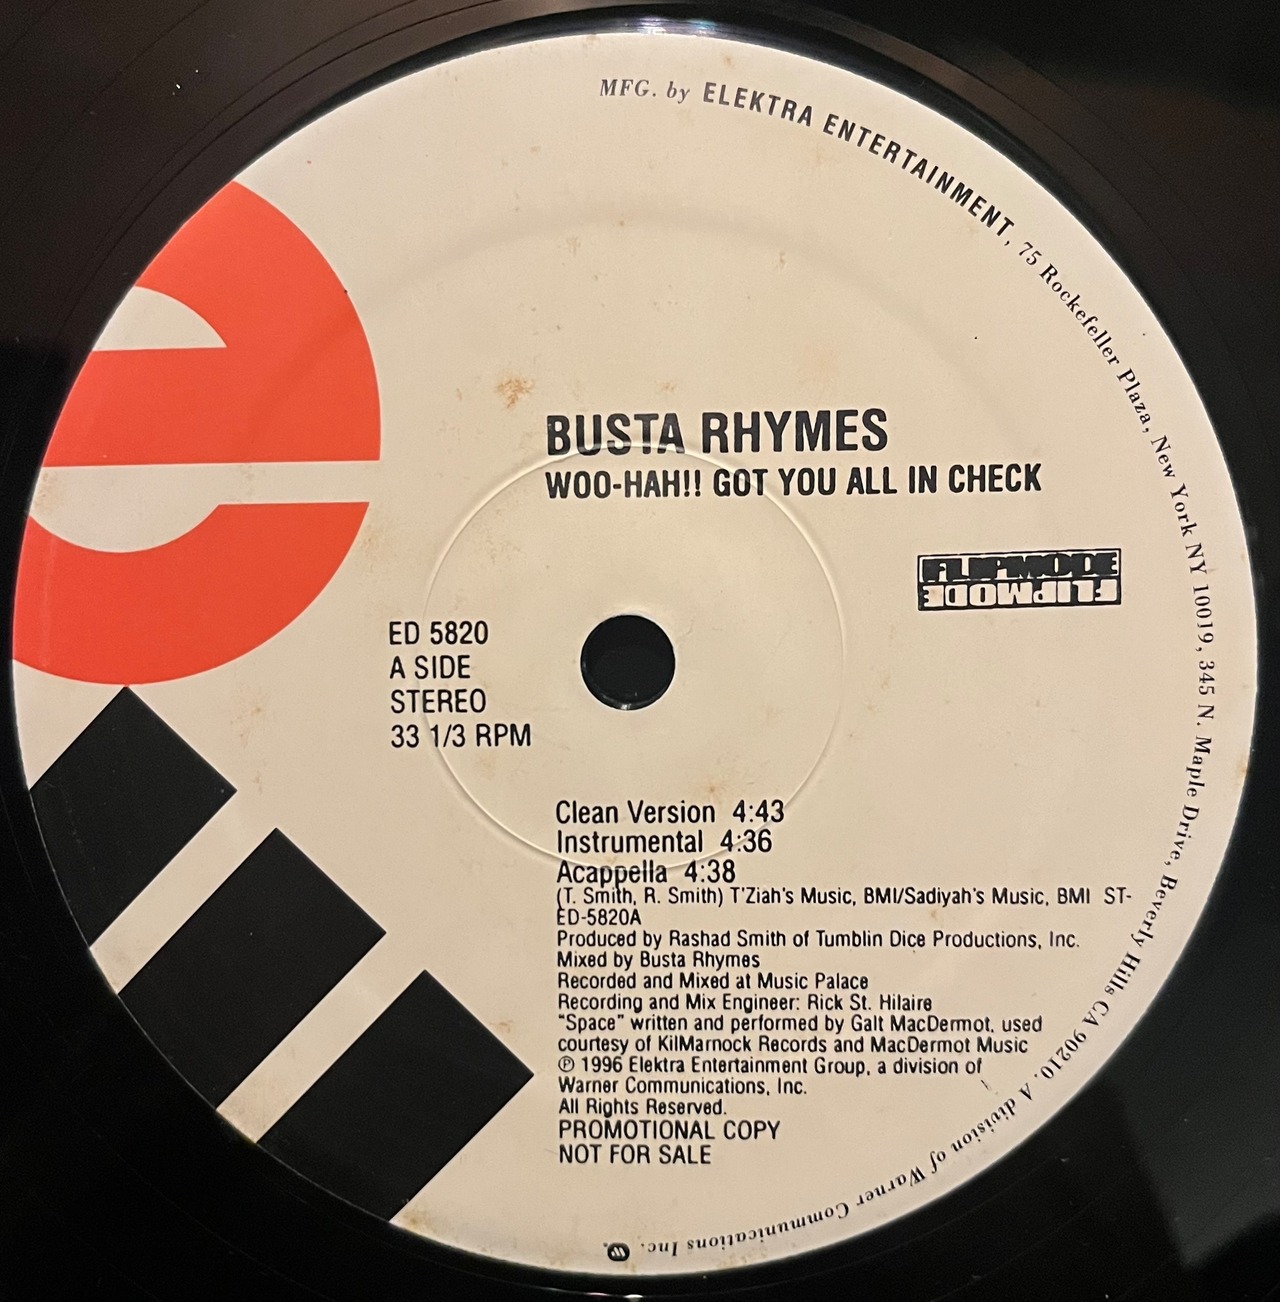 MFG. by ELEKTRA ENTERTAINMENT, 75 Rockefeller Plaza, New York NY 10019, 345 N. Maple Drive, Beverly Hills CA 90210. A division of Warner Communications Inc.
e
BUSTA RHYMES
WOO-HAH!! GOT YOU ALL IN CHECK
FLIPMODE
FLIPMODE
ED 5820
A SIDE
STEREO
33 1/3 RPM
Clean Version 4:43
Instrumental 4:36
Acappella 4:38
(T. Smith, R. Smith) T'Ziah's Music, BMI/Sadiyah's Music, BMI ST-
ED-5820A
Produced by Rashad Smith of Tumblin Dice Productions, Inc.
Mixed by Busta Rhymes
Recorded and Mixed at Music Palace
Recording and Mix Engineer: Rick St. Hilaire
"Space" written and performed by Galt MacDermot, used
courtesy of KilMarnock Records and MacDermot Music
℗ 1996 Elektra Entertainment Group, a division of
Warner Communications, Inc.
All Rights Reserved.
PROMOTIONAL COPY
NOT FOR SALE